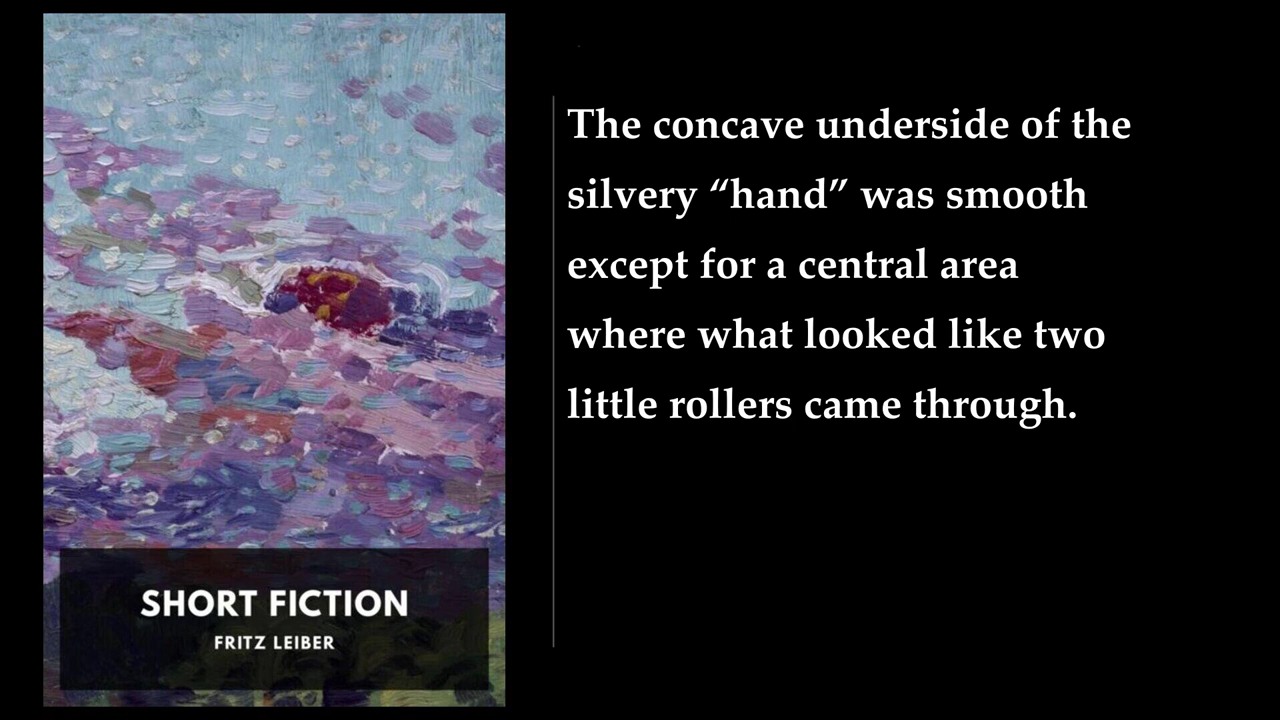 SHORT FICTION
FRITZ LEIBER
The concave underside of the
silvery “hand” was smooth
except for a central area
where what looked like two
little rollers came through.